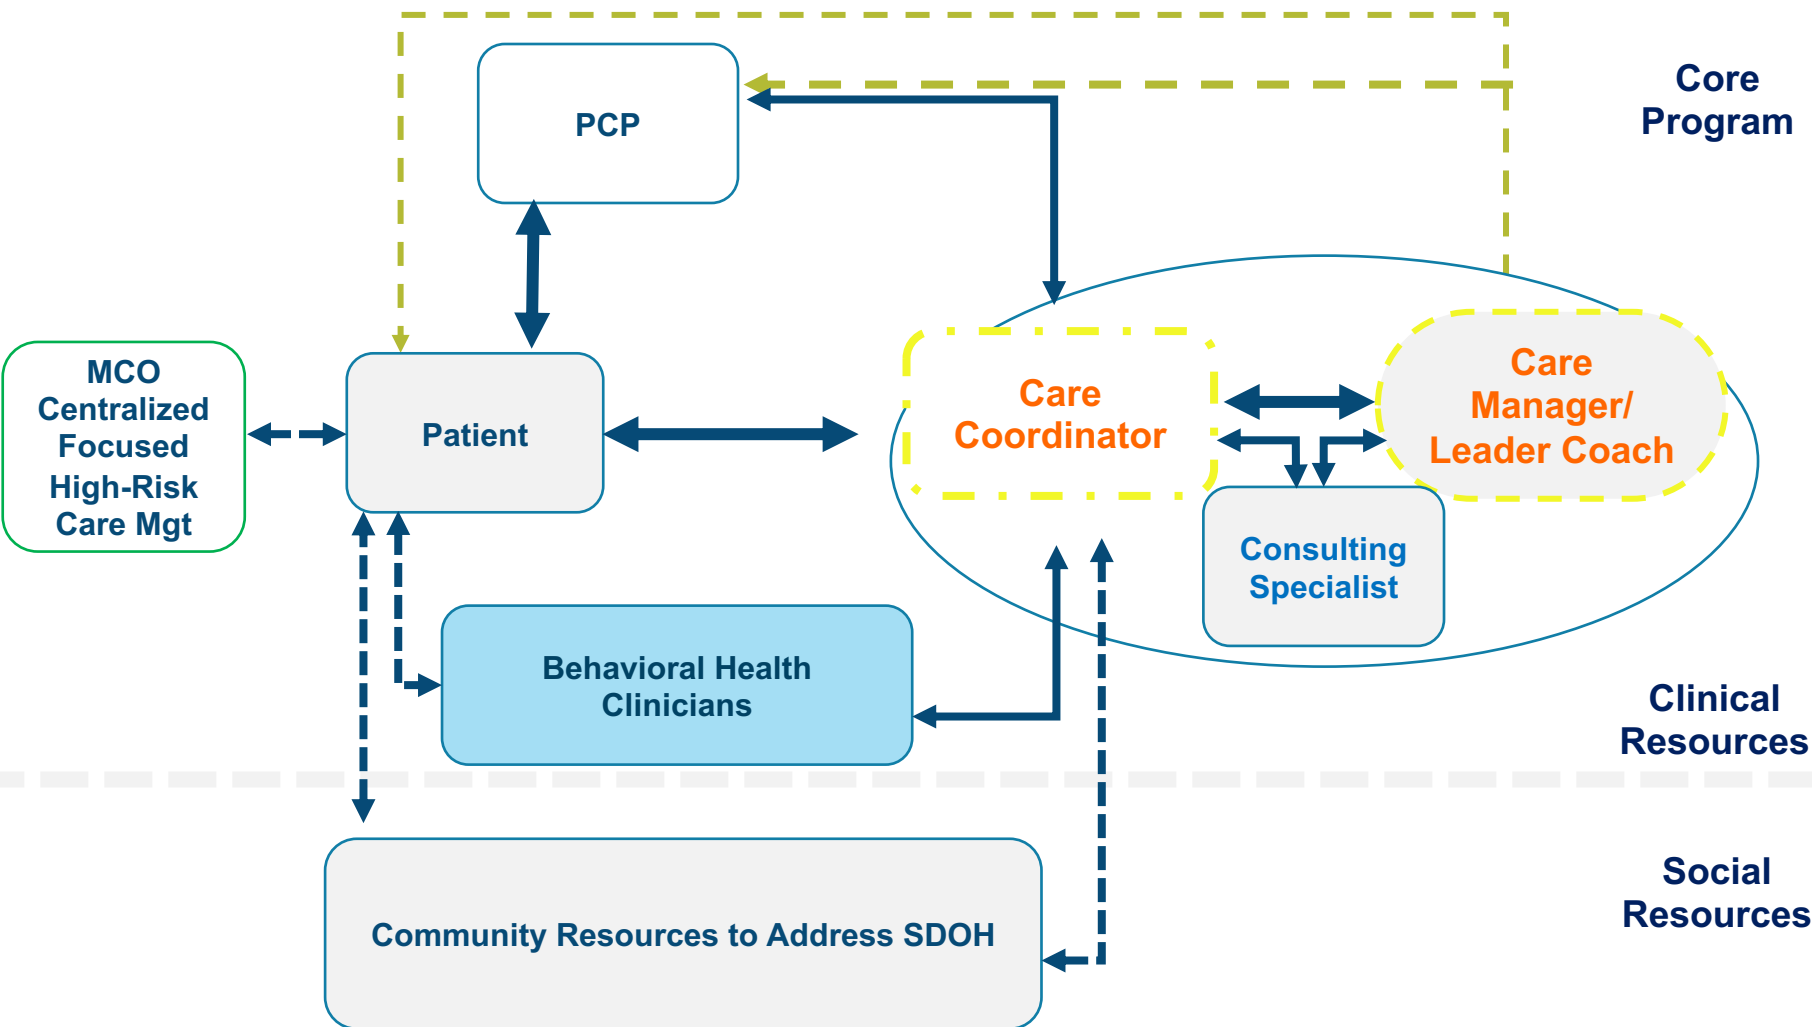 Core
Program
PCP
MCO
Centralized
Focused
High-Risk
Care Mgt
Patient
Care
Coordinator
Care
Manager/
Leader Coach
Consulting
Specialist
Behavioral Health
Clinicians
Clinical
Resources
Social
Resources
Community Resources to Address SDOH